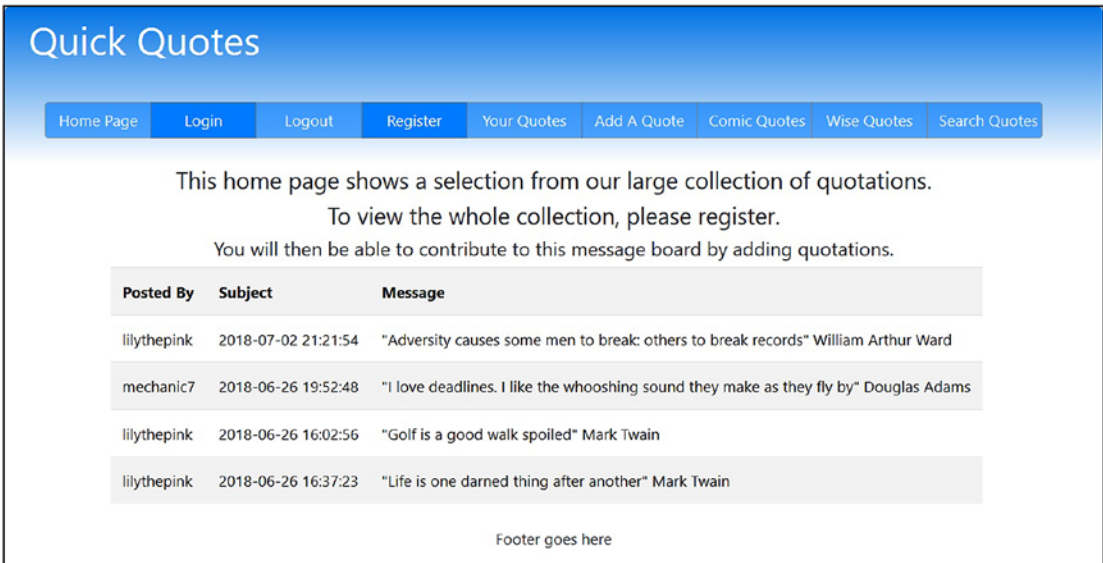 Quick Quotes
Home Page Login Logout Register Your Quotes Add A Quote Comic Quotes Wise Quotes Search Quotes
This home page shows a selection from our large collection of quotations.
To view the whole collection, please register.
You will then be able to contribute to this message board by adding quotations.
Posted By Subject Message
lilythepink 2018-07-02 21:21:54 "Adversity causes some men to break: others to break records" William Arthur Ward
mechanic7 2018-06-26 19:52:48 "I love deadlines. I like the whooshing sound they make as they fly by" Douglas Adams
lilythepink 2018-06-26 16:02:56 "Golf is a good walk spoiled" Mark Twain
lilythepink 2018-06-26 16:37:23 "Life is one darned thing after another" Mark Twain
Footer goes here